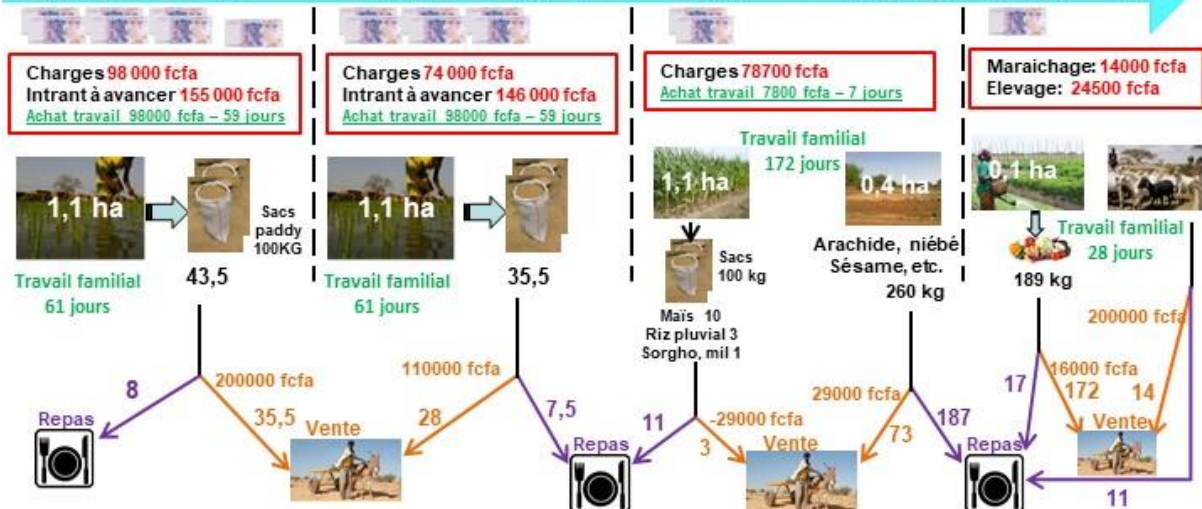 Charges 98 000 fcfa
Intrant à avancer 155 000 fcfa
Achat travail 98000 fcfa – 59 jours
1,1 ha
Sacs
paddy
100KG
Travail familial
61 jours
43,5
8
200000 fcfa
35,5
Repas
Vente
Charges 74 000 fcfa
Intrant à avancer 146 000 fcfa
Achat travail 98000 fcfa – 59 jours
1,1 ha
Travail familial
61 jours
35,5
110000 fcfa
28
7,5
Repas
Charges 78700 fcfa
Achat travail 7800 fcfa – 7 jours
Travail familial
172 jours
1,1 ha
0,4 ha
Sacs
100 kg
Maïs 10
Riz pluvial 3
Sorgho, mil 1
Arachide, niébé
Sésame, etc.
260 kg
11
-29000 fcfa
3
Vente
29000 fcfa
73
187
Repas
Maraichage: 14000 fcfa
Elevage: 24500 fcfa
0,1 ha
Travail familial
28 jours
189 kg
200000 fcfa
17
16000 fcfa
172
14
Vente
11